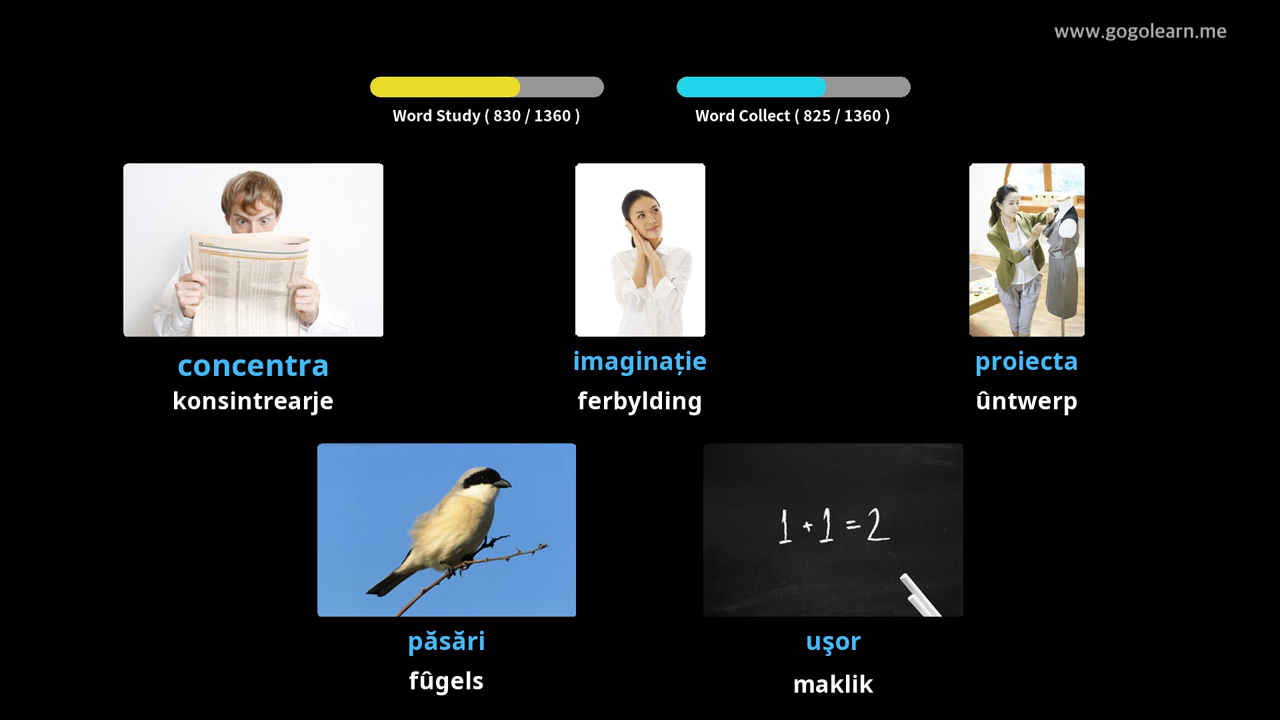 www.gogolearn.me
Word Study ( 830 / 1360 )
Word Collect ( 825 / 1360 )
concentra
konsintrearje
imaginație
ferbylding
proiecta
ûntwerp
1 + 1 = 2
păsări
fûgels
uşor
maklik